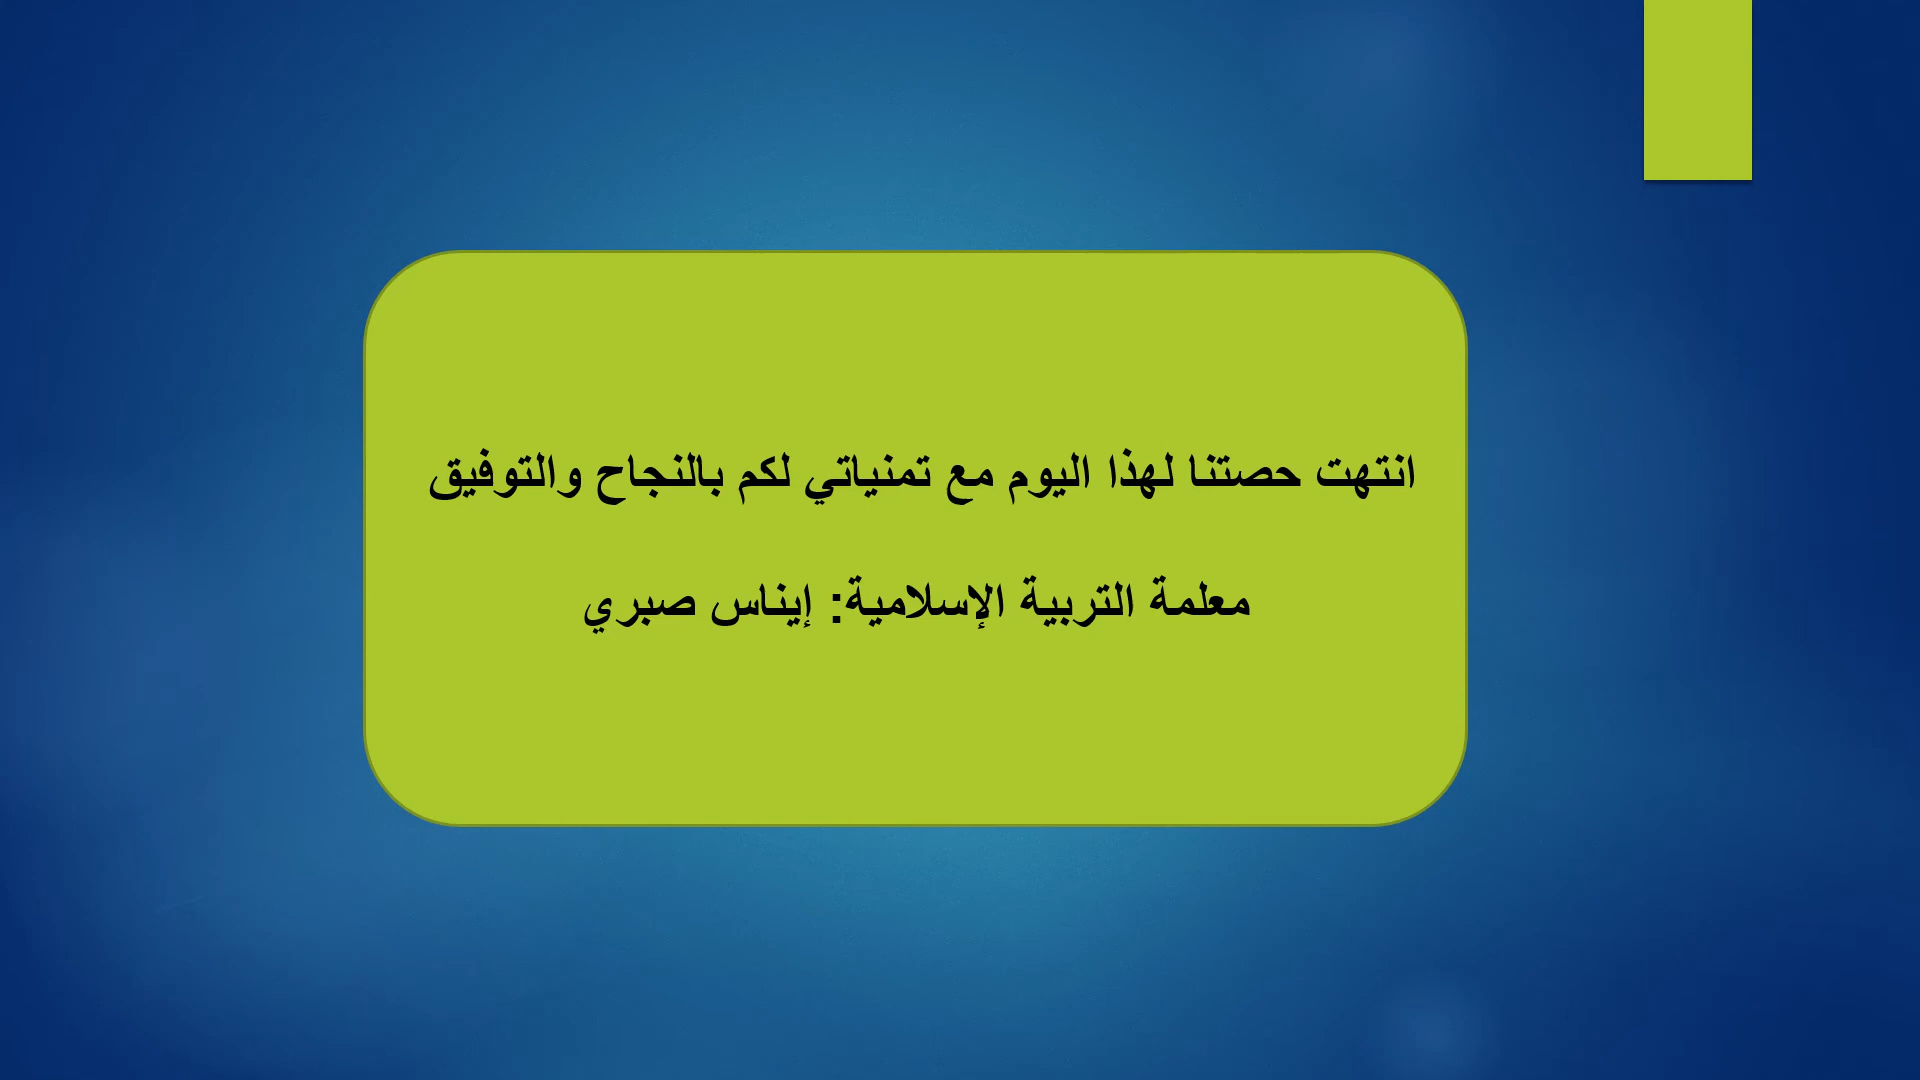 انتهت حصتنا لهذا اليوم مع تمنياتي لكم بالنجاح والتوفيق
معلمة التربية الإسلامية: إيناس صبري